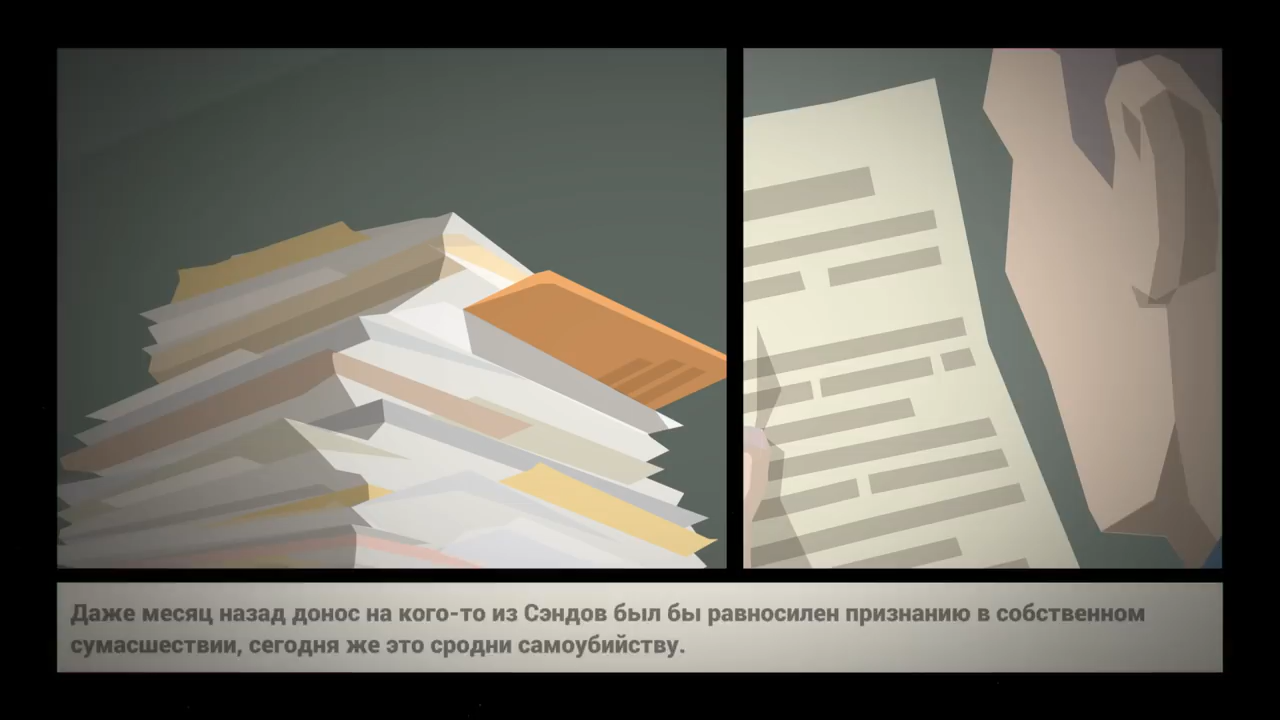 Даже месяц назад донос на кого-то из Сэндов был бы равносилен признанию в собственном
сумасшествии, сегодня же это сродни самоубийству.